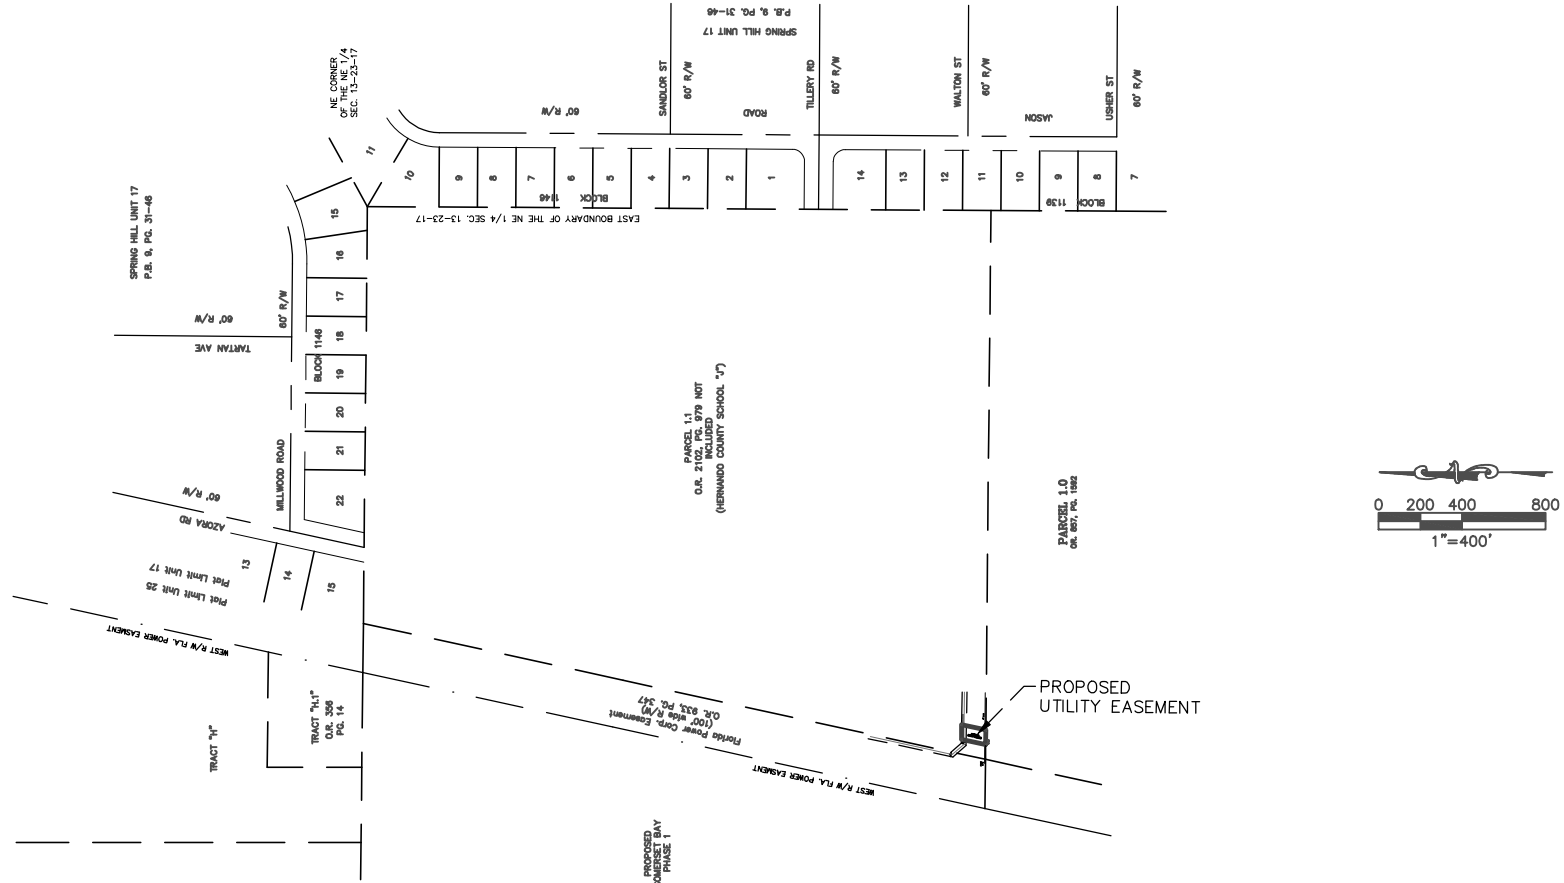 SPRING HILL UNIT 17
P.B. 9, PG. 31-46
NE CORNER
OF THE NE 1/4
SEC. 13-23-17
60' R/W
SANDLOR ST
60' R/W
ROAD
TILLERY RD
60' R/W
WALTON ST
60' R/W
JASON
USHER ST
60' R/W
11
10
9
8
7
6
5
4
3
2
1
14
13
12
11
10
9
8
7
BLOCK
1146
BLOCK
1139
EAST BOUNDARY OF THE NE 1/4 SEC. 13-23-17
SPRING HILL UNIT 17
P.B. 9, PG. 31-46
15
16
17
18
19
20
21
22
60' R/W
TARTAN AVE
60' R/W
BLOCK 1146
MILLWOOD ROAD
60' R/W
AZORA RD
Plat Limit Unit 17
Plat Limit Unit 25
13
14
15
PARCEL 1.1
O.R. 2102, PG. 979 NOT
INCLUDED
(HERNANDO COUNTY SCHOOL "J")
PARCEL 1.0
OR. 857, PG. 1592
0 200 400 800
1"=400'
WEST R/W FLA. POWER EASMENT
TRACT "H"
TRACT "H.1"
O.R. 356
PG. 14
Florida Power Corp. Easement
(100' wide R/W)
O.R. 933, PG. 347
WEST R/W FLA. POWER EASMENT
PROPOSED
UTILITY EASEMENT
PROPOSED
SOMERSET BAY
PHASE 1